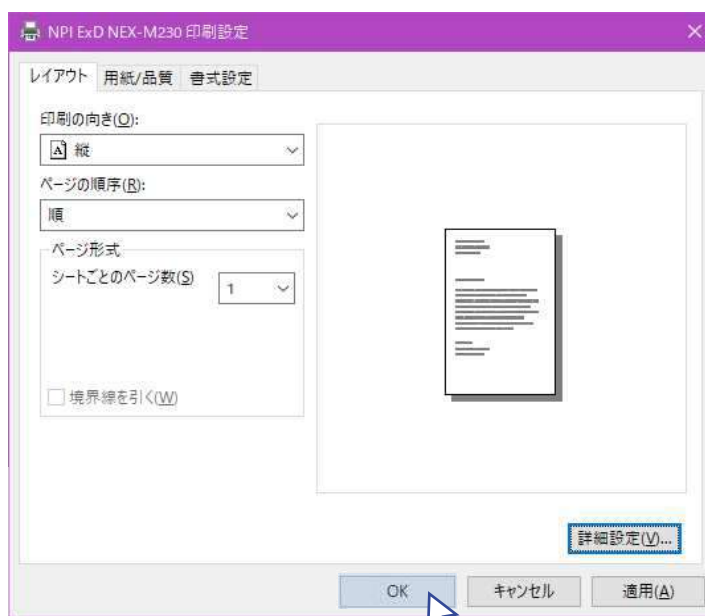 NPI ExD NEX-M230 印刷設定
レイアウト 用紙/品質 書式設定
印刷の向き(O):
縦
ページの順序(R):
順
ページ形式
シートごとのページ数(S)
1
境界線を引く(W)
詳細設定(V)...
OK キャンセル 適用(A)